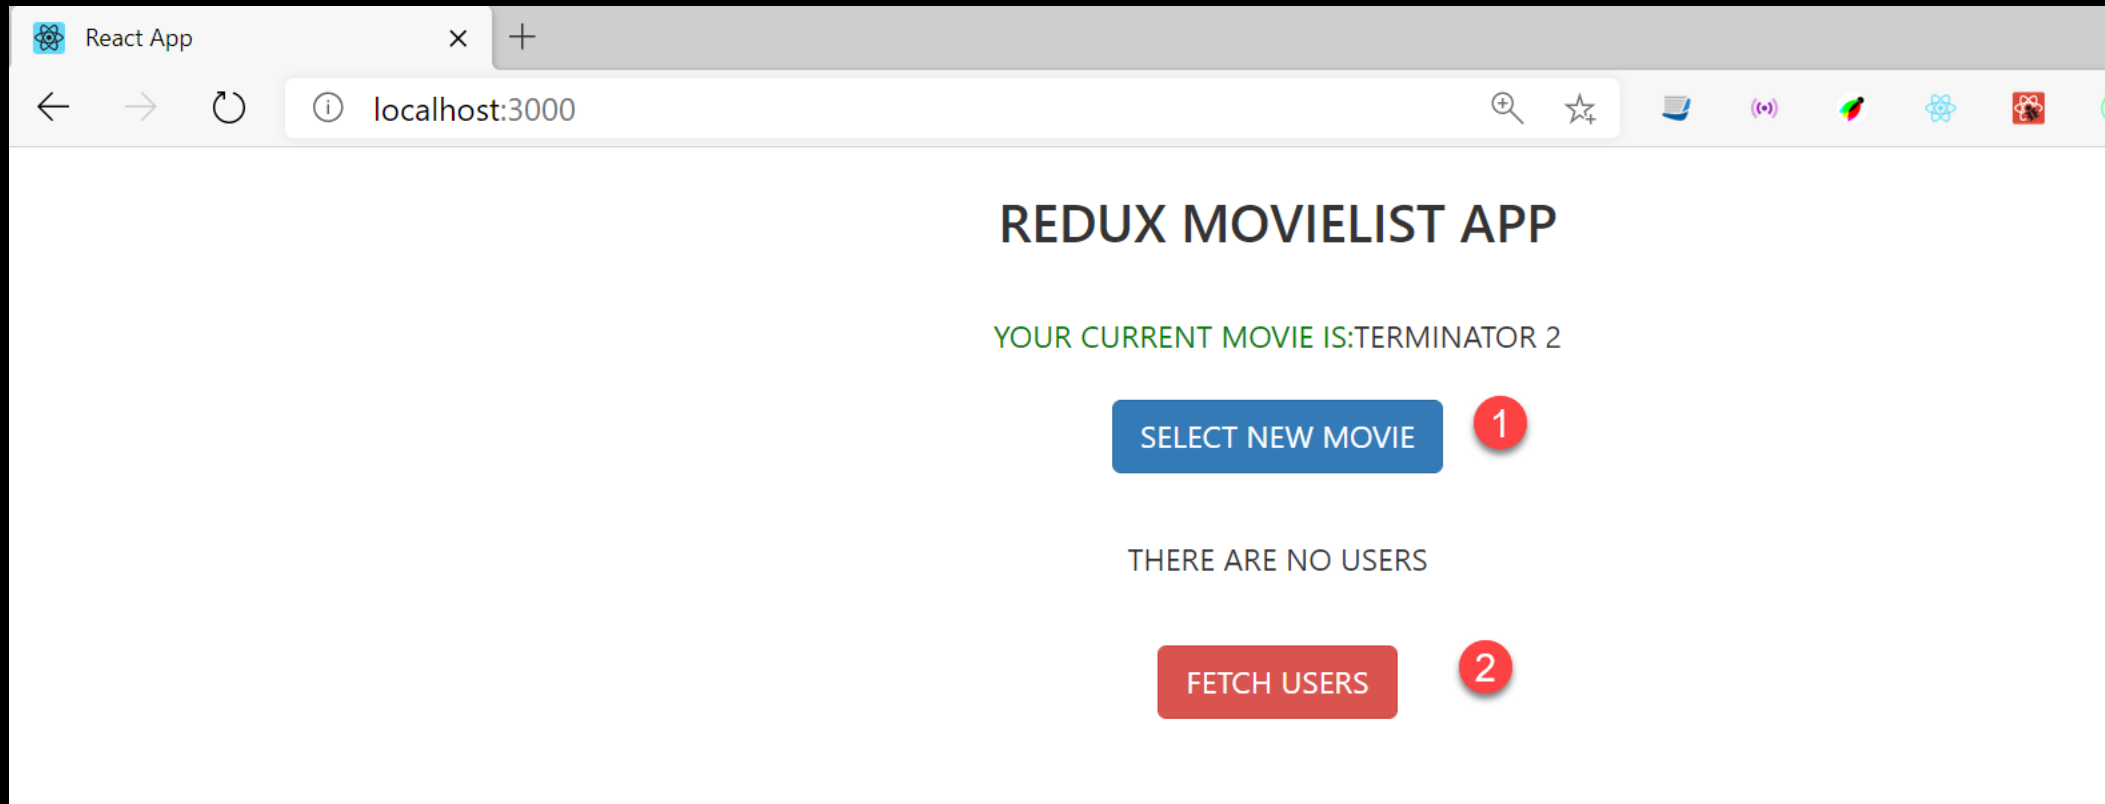 React App
localhost:3000
REDUX MOVIELIST APP
YOUR CURRENT MOVIE IS:TERMINATOR 2
SELECT NEW MOVIE
1
THERE ARE NO USERS
FETCH USERS
2